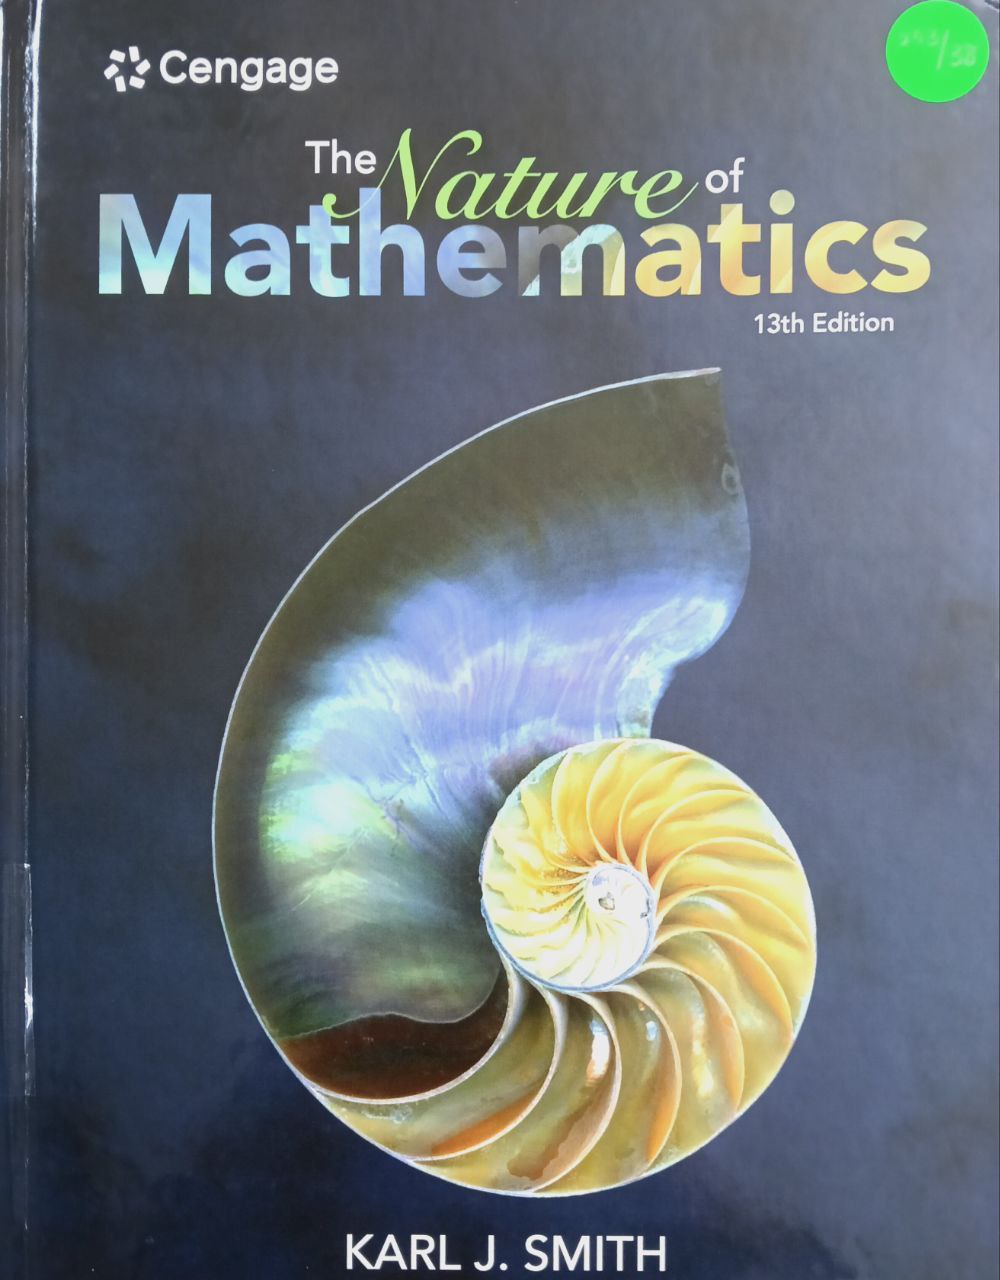 Cengage
The Nature of
Mathematics
13th Edition
KARL J. SMITH